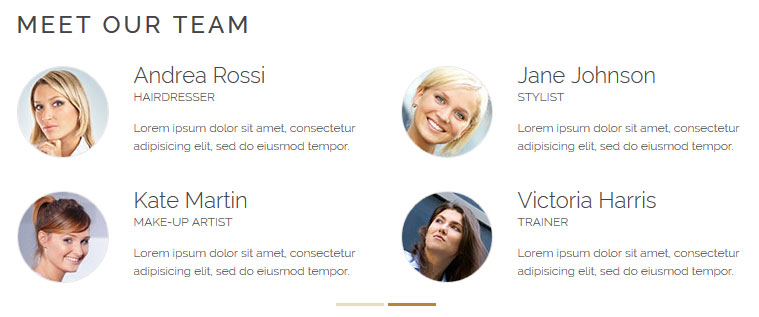 MEET OUR TEAM
Andrea Rossi
HAIRDRESSER
Lorem ipsum dolor sit amet, consectetur
adipisicing elit, sed do eiusmod tempor.
Jane Johnson
STYLIST
Lorem ipsum dolor sit amet, consectetur
adipisicing elit, sed do eiusmod tempor.
Kate Martin
MAKE-UP ARTIST
Lorem ipsum dolor sit amet, consectetur
adipisicing elit, sed do eiusmod tempor.
Victoria Harris
TRAINER
Lorem ipsum dolor sit amet, consectetur
adipisicing elit, sed do eiusmod tempor.